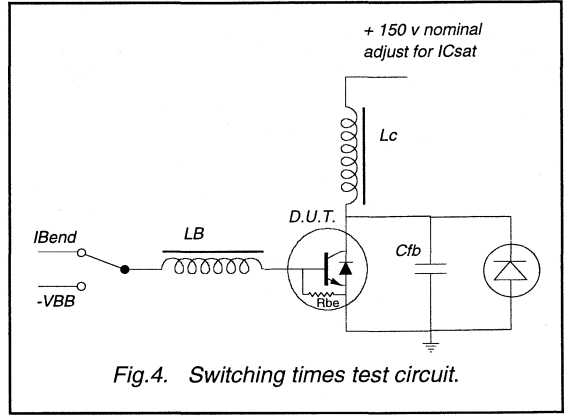 + 150 v nominal
adjust for ICsat
Lc
D.U.T.
IBend
LB
Cfb
-VBB
Rbe
Fig.4. Switching times test circuit.